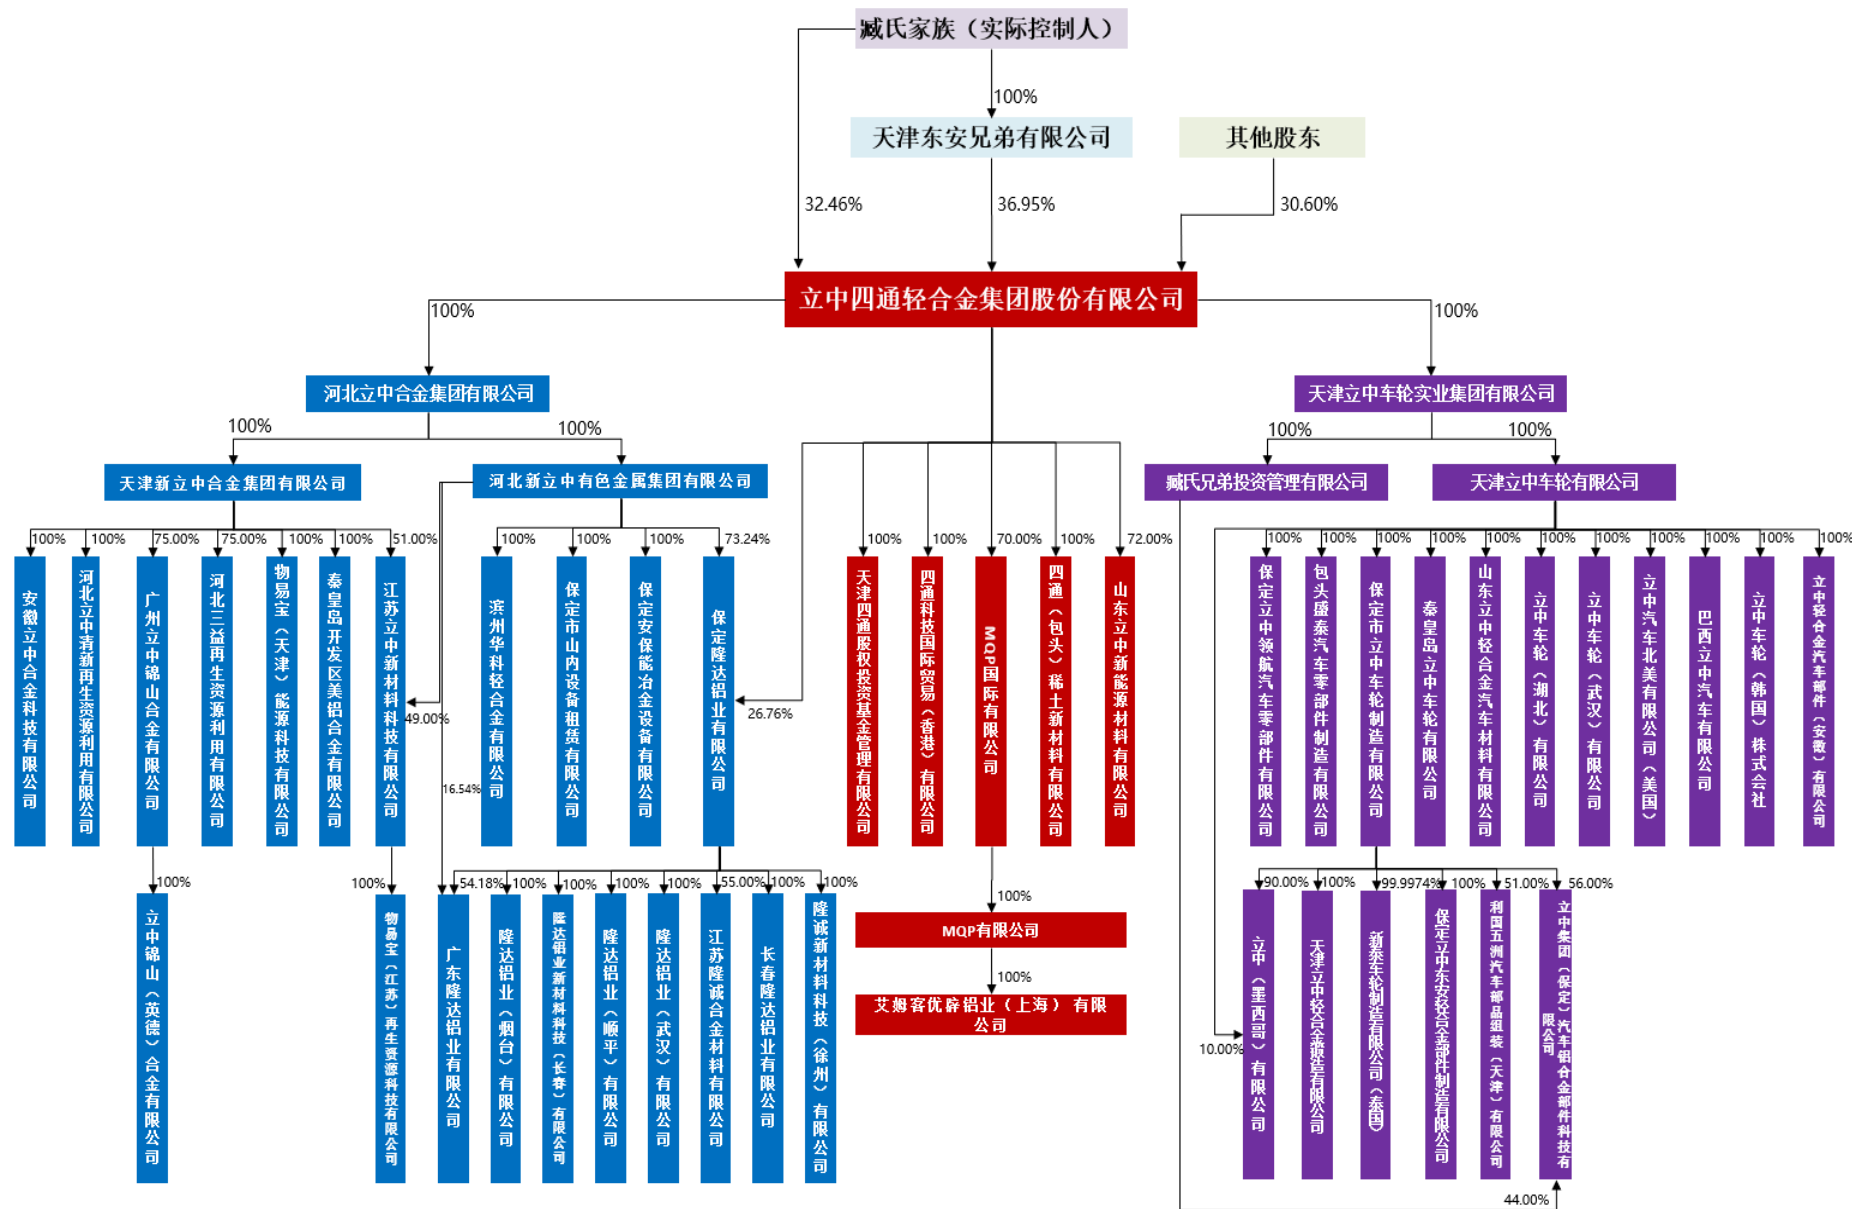 臧氏家族（实际控制人）
100%
天津东安兄弟有限公司
其他股东
32.46%
36.95%
30.60%
立中四通轻合金集团股份有限公司
100%
100%
河北立中合金集团有限公司
天津立中车轮实业集团有限公司
100%
100%
100%
100%
天津新立中合金集团有限公司
河北新立中有色金属集团有限公司
臧氏兄弟投资管理有限公司
天津立中车轮有限公司
100%
100%
75.00%
75.00%
100%
100%
51.00%
100%
100%
100%
73.24%
100%
100%
70.00%
100%
72.00%
100%
100%
100%
100%
100%
100%
100%
100%
100%
100%
100%
安徽立中合金科技有限公司
河北立中清新再生资源利用有限公司
广州立中锦山合金有限公司
河北三益再生资源利用有限公司
物易宝（天津）能源科技有限公司
秦皇岛开发区美铝合金有限公司
江苏立中新材料科技有限公司
滨州华科轻合金有限公司
保定市山内设备租赁有限公司
保定安保能冶金设备有限公司
保定隆达铝业有限公司
天津四通股权投资基金管理有限公司
四通科技国际贸易（香港）有限公司
MQP国际有限公司
四通（包头）稀土新材料有限公司
山东立中新能源材料有限公司
保定立中领航汽车零部件有限公司
包头盛泰汽车零部件制造有限公司
保定市立中车轮制造有限公司
秦皇岛立中车轮有限公司
山东立中轻合金汽车材料有限公司
立中车轮（湖北）有限公司
立中车轮（武汉）有限公司
立中汽车北美有限公司（美国）
巴西立中汽车有限公司
立中车轮（韩国）株式会社
立中轻合金汽车部件（安徽）有限公司
49.00%
26.76%
16.54%
100%
100%
54.18%
100%
100%
100%
100%
55.00%
100%
100%
100%
90.00%
100%
99.9974%
100%
51.00%
56.00%
立中锦山（英德）合金有限公司
物易宝（江苏）再生资源科技有限公司
广东隆达铝业有限公司
隆达铝业（烟台）有限公司
隆达铝业新材料科技（长春）有限公司
隆达铝业（顺平）有限公司
隆达铝业（武汉）有限公司
江苏隆诚合金材料有限公司
长春隆达铝业有限公司
隆诚新材料科技（徐州）有限公司
MQP有限公司
100%
艾姆客优辟铝业（上海）有限
公司
立中（墨西哥）有限公司
天津立中轻合金锻造有限公司
新泰车轮制造有限公司（泰国）
保定立中东安轻合金部件制造有限公司
利国五洲汽车部品组装（天津）有限公司
立中集团（保定）汽车铝合金部件科技有
限公司
10.00%
44.00%